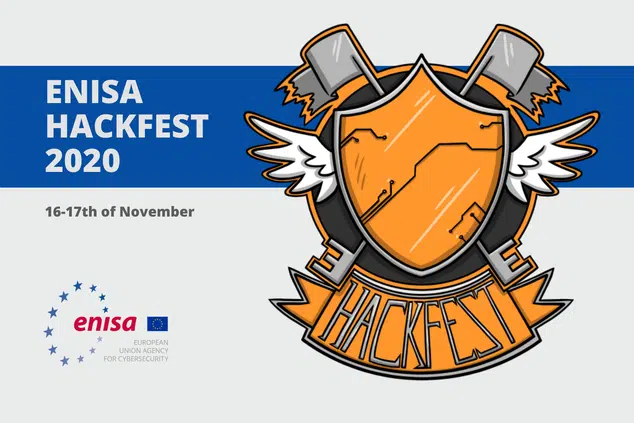 ENISA
HACKFEST
2020
16-17th of November
enisa
EUROPEAN
UNION AGENCY
FOR CYBERSECURITY
HACKFEST